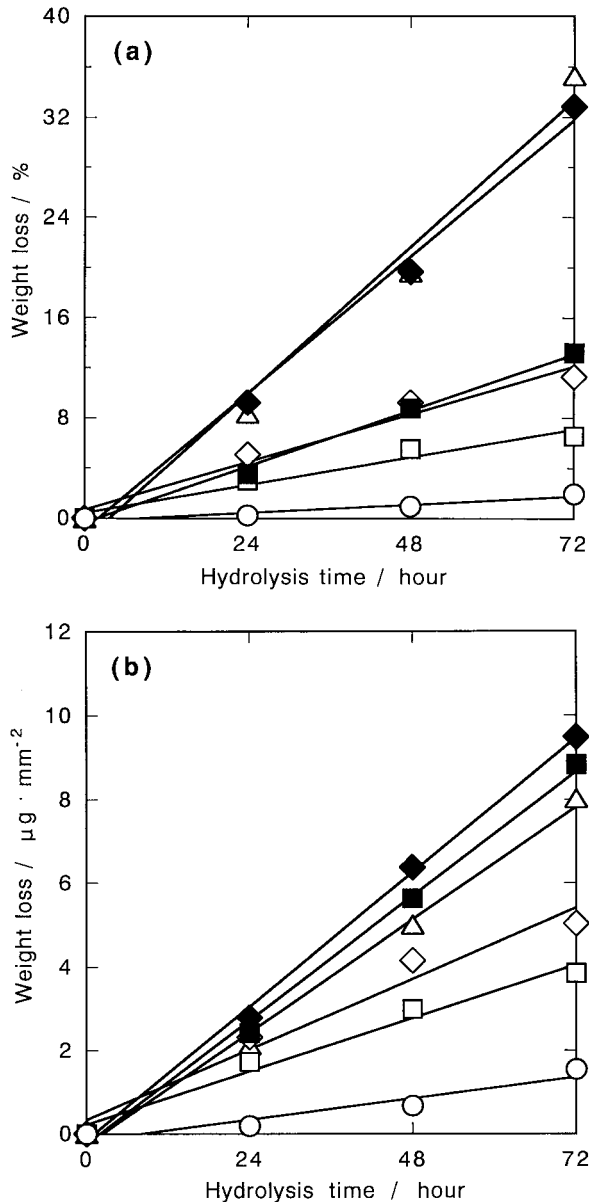 (a)
40
32
24
16
8
0
Weight loss / %
0 24 48 72
Hydrolysis time / hour
(b)
12
10
8
6
4
2
0
Weight loss / µg · mm⁻²
0 24 48 72
Hydrolysis time / hour